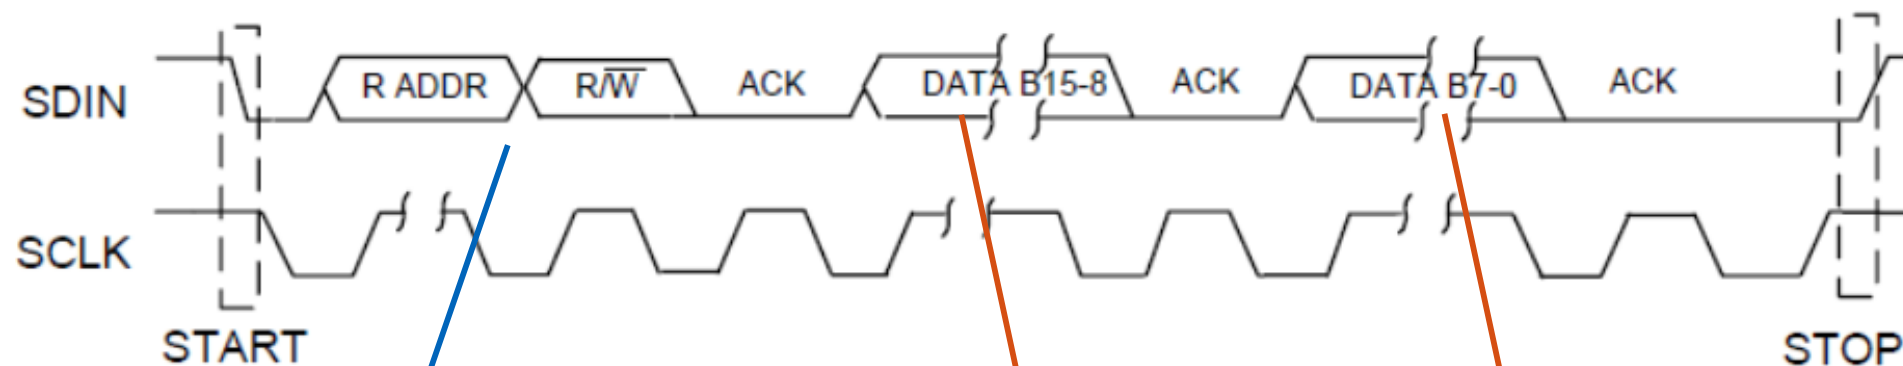 SDIN R ADDR R/W̅ ACK DATA B15-8 ACK DATA B7-0 ACK
SCLK
START STOP